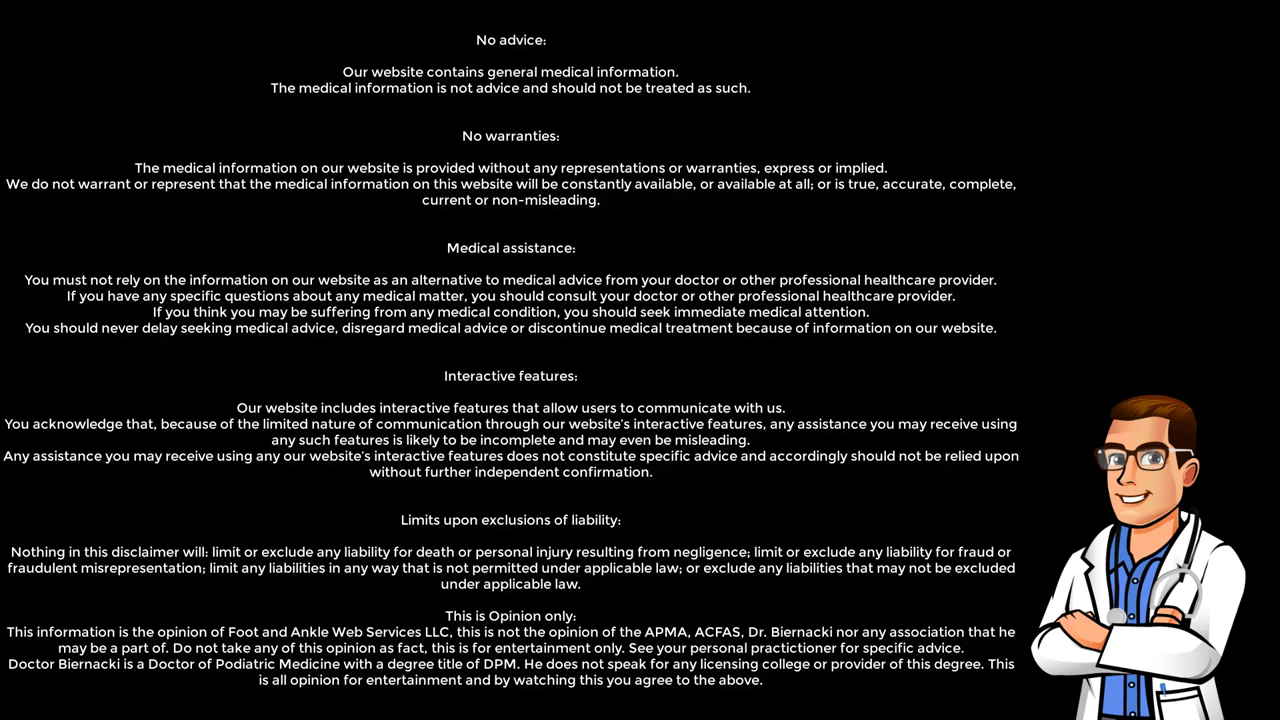 No advice:
Our website contains general medical information.
The medical information is not advice and should not be treated as such.
No warranties:
The medical information on our website is provided without any representations or warranties, express or implied.
We do not warrant or represent that the medical information on this website will be constantly available, or available at all; or is true, accurate, complete,
current or non-misleading.
Medical assistance:
You must not rely on the information on our website as an alternative to medical advice from your doctor or other professional healthcare provider.
If you have any specific questions about any medical matter, you should consult your doctor or other professional healthcare provider.
If you think you may be suffering from any medical condition, you should seek immediate medical attention.
You should never delay seeking medical advice, disregard medical advice or discontinue medical treatment because of information on our website.
Interactive features:
Our website includes interactive features that allow users to communicate with us.
You acknowledge that, because of the limited nature of communication through our website's interactive features, any assistance you may receive using
any such features is likely to be incomplete and may even be misleading.
Any assistance you may receive using any our website's interactive features does not constitute specific advice and accordingly should not be relied upon
without further independent confirmation.
Limits upon exclusions of liability:
Nothing in this disclaimer will: limit or exclude any liability for death or personal injury resulting from negligence; limit or exclude any liability for fraud or
fraudulent misrepresentation; limit any liabilities in any way that is not permitted under applicable law; or exclude any liabilities that may not be excluded
under applicable law.
This is Opinion only:
This information is the opinion of Foot and Ankle Web Services LLC, this is not the opinion of the APMA, ACFAS, Dr. Biernacki nor any association that he
may be a part of. Do not take any of this opinion as fact, this is for entertainment only. See your personal practictioner for specific advice.
Doctor Biernacki is a Doctor of Podiatric Medicine with a degree title of DPM. He does not speak for any licensing college or provider of this degree. This
is all opinion for entertainment and by watching this you agree to the above.